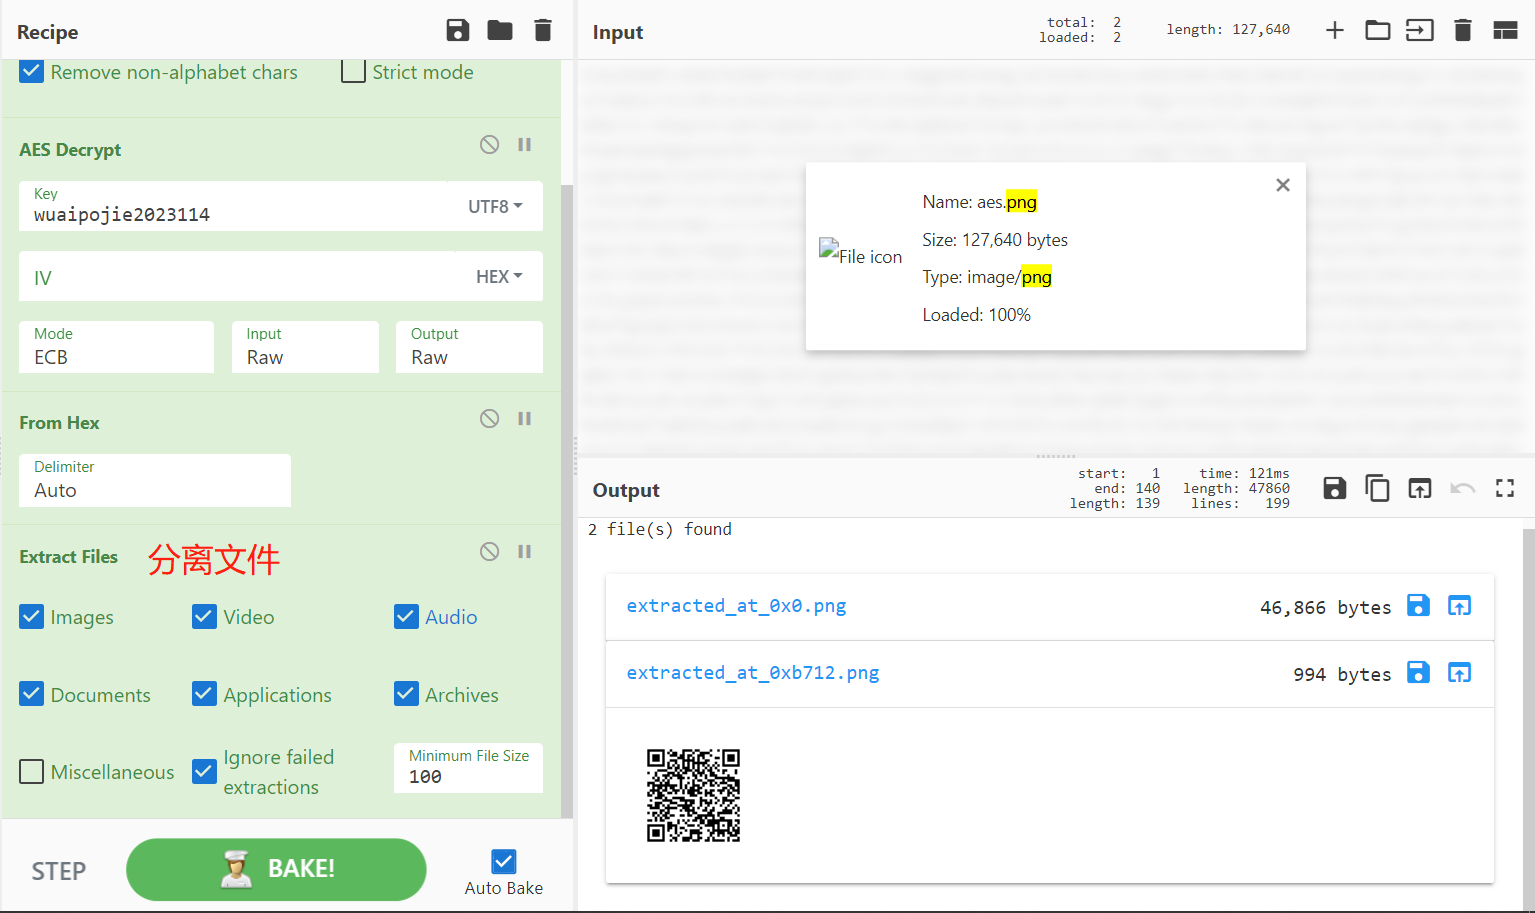 Recipe
Remove non-alphabet chars
Strict mode
AES Decrypt
Key
wuaipojie2023114
UTF8
IV
HEX
Mode
ECB
Input
Raw
Output
Raw
From Hex
Delimiter
Auto
Extract Files
分离文件
Images
Video
Audio
Documents
Applications
Archives
Miscellaneous
Ignore failed
extractions
Minimum File Size
100
STEP
BAKE!
Auto Bake
Input
total: 2
loaded: 2
length: 127,640
File icon
Name: aes.png
Size: 127,640 bytes
Type: image/png
Loaded: 100%
Output
start: 1
end: 140
length: 139
time: 121ms
length: 47860
lines: 199
2 file(s) found
extracted_at_0x0.png
46,866 bytes
extracted_at_0xb712.png
994 bytes